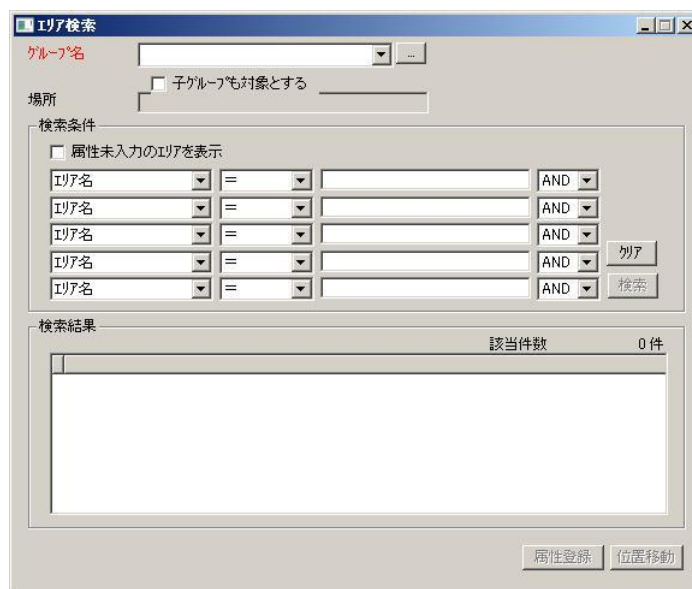 エリア検索
ｸﾞﾙｰﾌﾟ名
...
子ｸﾞﾙｰﾌﾟも対象とする
場所
検索条件
属性未入力のｴﾘｱを表示
ｴﾘｱ名 = AND
ｴﾘｱ名 = AND
ｴﾘｱ名 = AND
ｴﾘｱ名 = AND
ｸﾘｱ
ｴﾘｱ名 = AND
検索
検索結果
該当件数 0 件
属性登録 位置移動